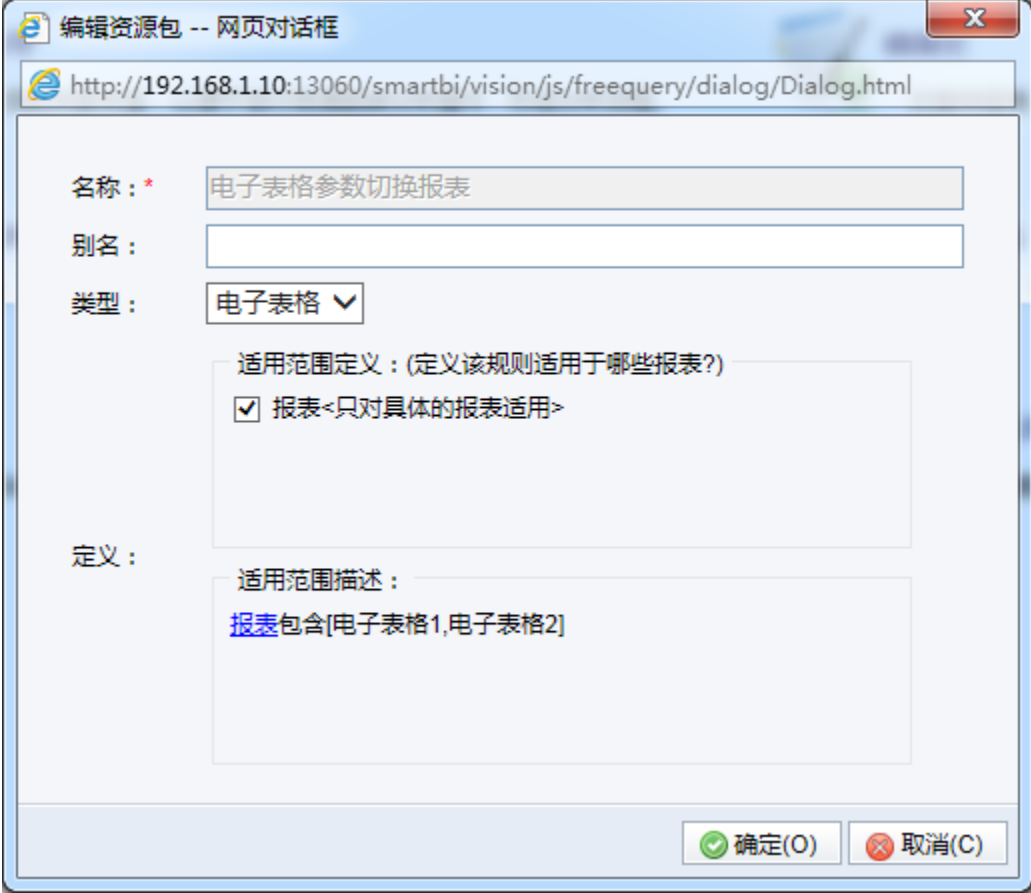 编辑资源包 -- 网页对话框
http://192.168.1.10:13060/smartbi/vision/js/freequery/dialog/Dialog.html
名称：* 电子表格参数切换报表
别名：
类型： 电子表格
适用范围定义：(定义该规则适用于哪些报表?)
报表<只对具体的报表适用>
定义：
适用范围描述：
报表包含[电子表格1,电子表格2]
确定(O) 取消(C)